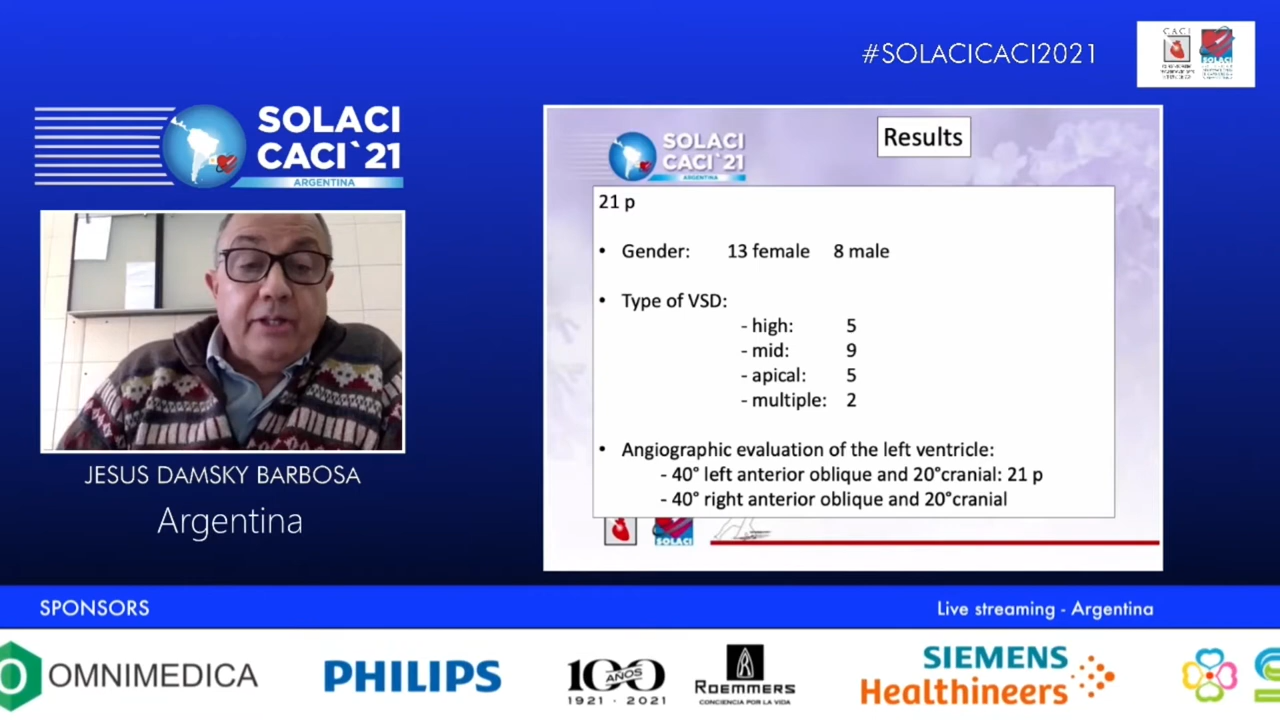 #SOLACICACI2021
CACI
SOLACI
SOLACI
CACI`21
ARGENTINA
SOLACI
CACI`21
ARGENTINA
Results
21 p
• Gender: 13 female 8 male
• Type of VSD:
- high: 5
- mid: 9
- apical: 5
- multiple: 2
• Angiographic evaluation of the left ventricle:
- 40° left anterior oblique and 20°cranial: 21 p
- 40° right anterior oblique and 20°cranial
SOLACI
JESUS DAMSKY BARBOSA
Argentina
SPONSORS
Live streaming - Argentina
OMNIMEDICA
PHILIPS
100
AÑOS
1921 · 2021
ROEMMERS
CONCIENCIA POR LA VIDA
SIEMENS
Healthineers